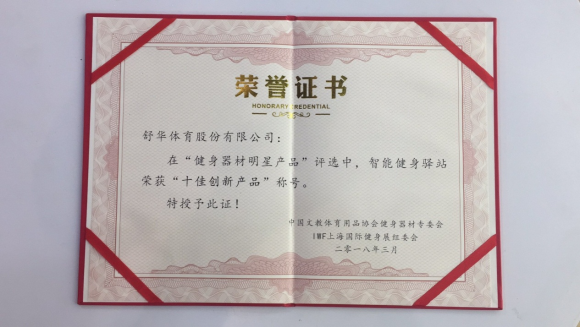 荣誉证书
HONORARY CREDENTIAL
舒华体育股份有限公司：
在“健身器材明星产品”评选中，智能健身驿站
荣获“十佳创新产品”称号。
特授予此证！
中国文教体育用品协会健身器材专委会
IWF上海国际健身展组委会
二零一八年三月